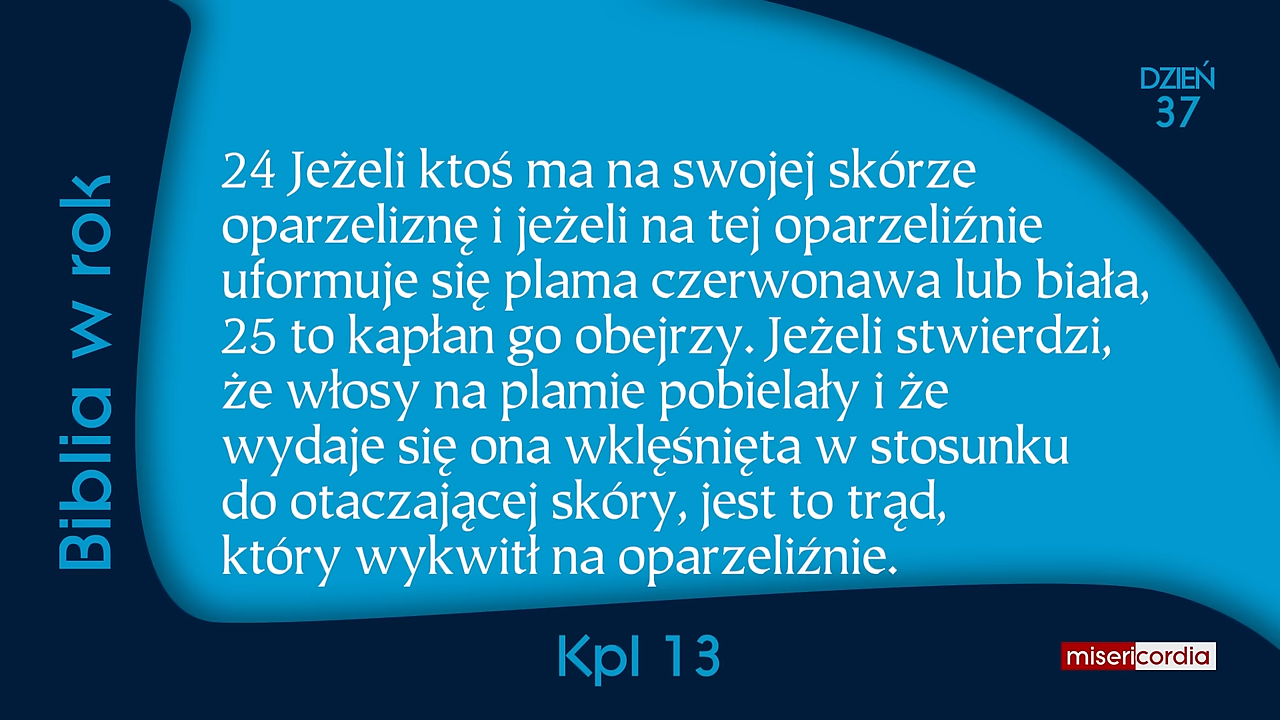 DZIEŃ
37
24 Jeżeli ktoś ma na swojej skórze
oparzeliznę i jeżeli na tej oparzeliźnie
uformuje się plama czerwonawa lub biała,
25 to kapłan go obejrzy. Jeżeli stwierdzi,
że włosy na plamie pobielały i że
wydaje się ona wklęśnięta w stosunku
do otaczającej skóry, jest to trąd,
który wykwitł na oparzeliźnie.
Biblia w rok
Kpl 13
misericordia